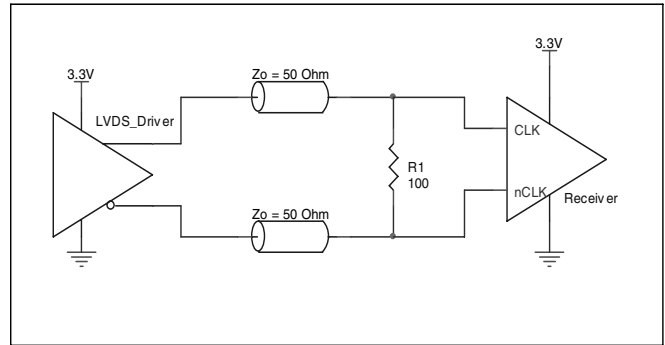 3.3V
LVDS_Driver
Zo = 50 Ohm
Zo = 50 Ohm
R1
100
3.3V
CLK
nCLK
Receiver